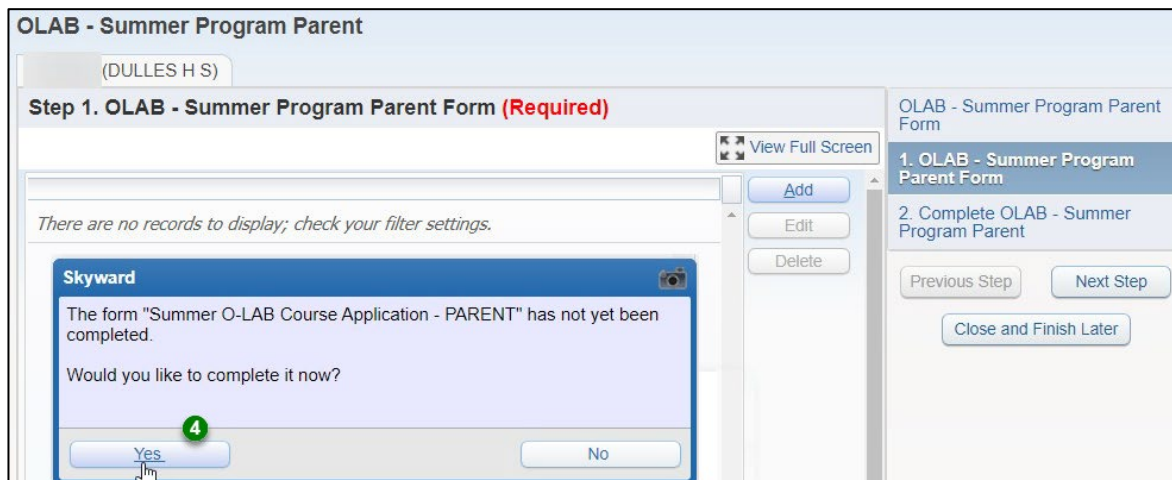 OLAB - Summer Program Parent
(DULLES H S)
Step 1. OLAB - Summer Program Parent Form (Required)
View Full Screen
There are no records to display; check your filter settings.
Add
Edit
Delete
Skyward
The form "Summer O-LAB Course Application - PARENT" has not yet been
completed.
Would you like to complete it now?
4
Yes
No
OLAB - Summer Program Parent
Form
1. OLAB - Summer Program
Parent Form
2. Complete OLAB - Summer
Program Parent
Previous Step
Next Step
Close and Finish Later